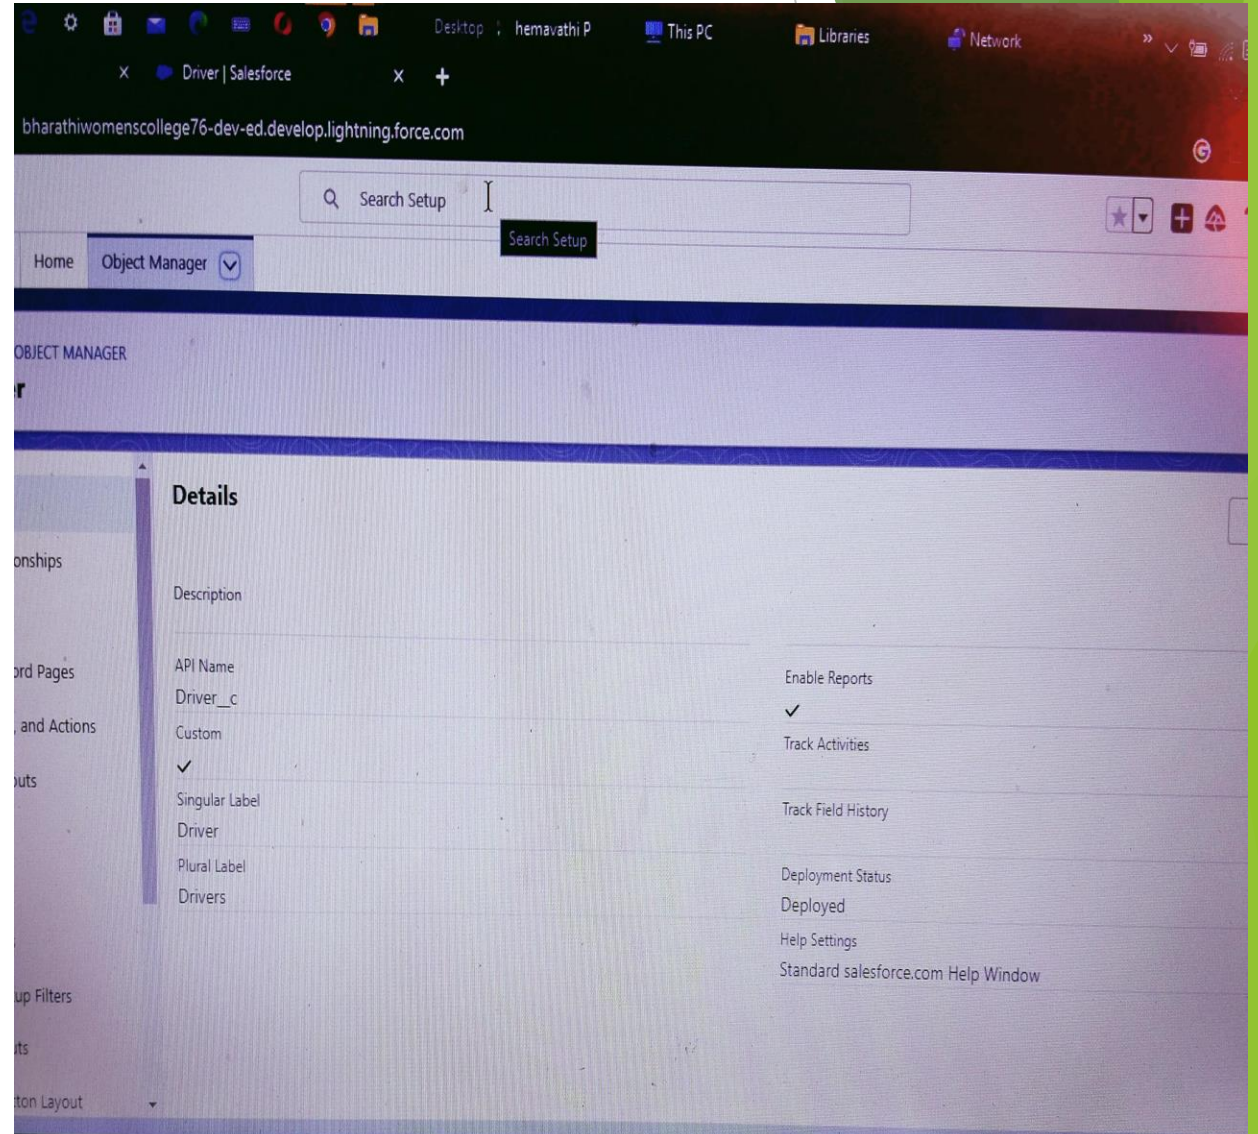 Desktop hemavathi P This PC Libraries Network »
Driver | Salesforce
bharathiwomenscollege76-dev-ed.develop.lightning.force.com
Search Setup
Search Setup
Home Object Manager
OBJECT MANAGER
r
Details
onships
Description
ord Pages
, and Actions
outs
up Filters
uts
tton Layout
API Name
Driver__c
Custom
Singular Label
Driver
Plural Label
Drivers
Enable Reports
Track Activities
Track Field History
Deployment Status
Deployed
Help Settings
Standard salesforce.com Help Window